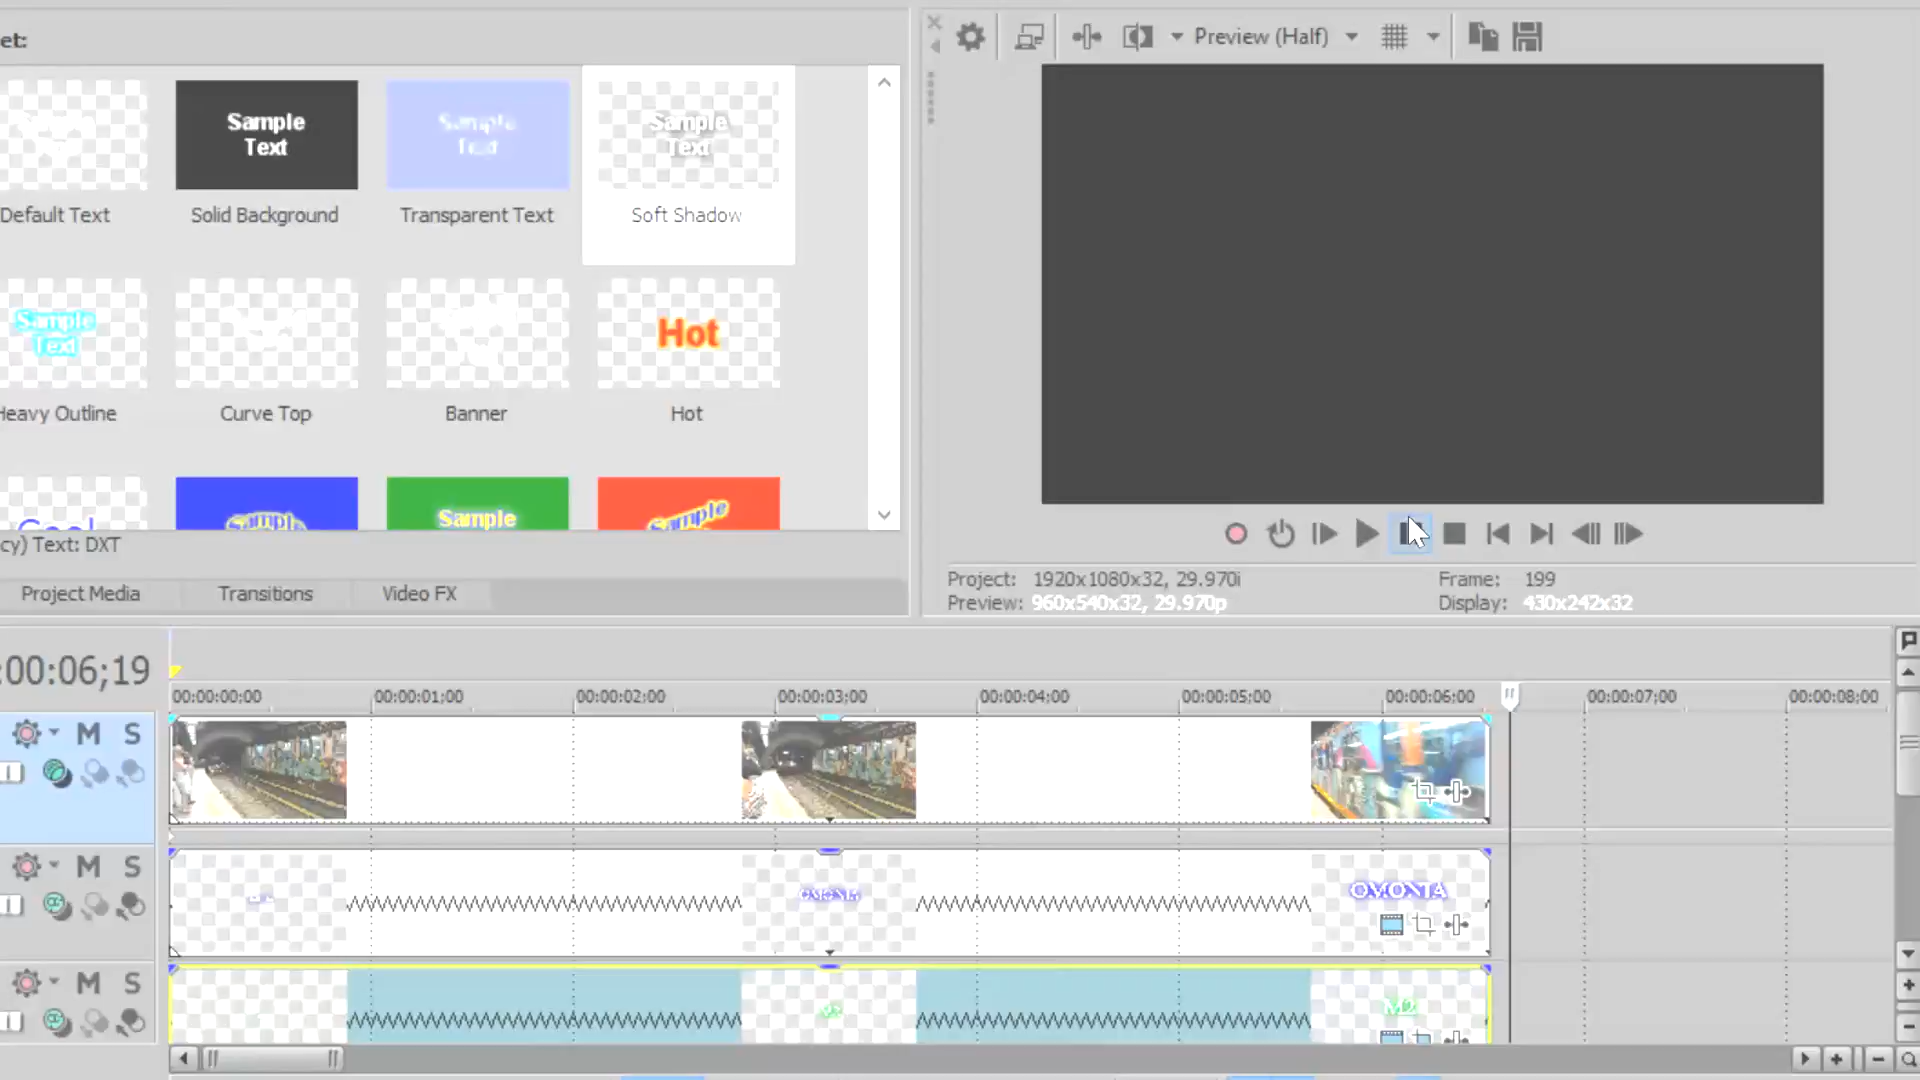 et:
Preview (Half)
Sample
Text
Sample
Text
Sample
Text
Default Text
Solid Background
Transparent Text
Soft Shadow
Sample
Text
Hot
Heavy Outline
Curve Top
Banner
Hot
Cool
Sample
Sample
Sample
cy) Text: DXT
Project Media
Transitions
Video FX
Project: 1920x1080x32, 29.970i
Frame: 199
Preview: 960x540x32, 29.970p
Display: 430x242x32
:00:06;19
00:00:00;00
00:00:01;00
00:00:02;00
00:00:03;00
00:00:04;00
00:00:05;00
00:00:06;00
00:00:07;00
00:00:08;00
M S
M S
OMONIA
OMONIA
M S
M2